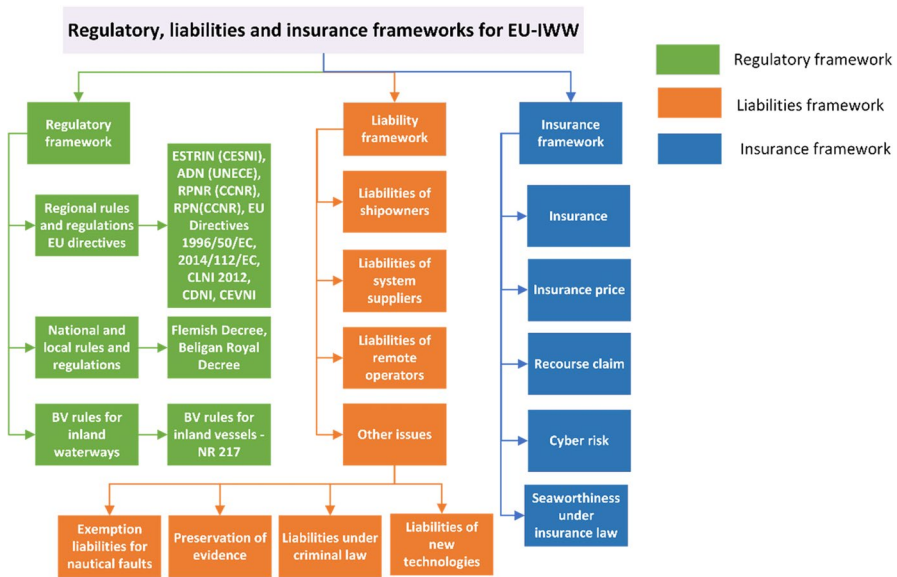 Regulatory, liabilities and insurance frameworks for EU-IWW
Regulatory framework
Liabilities framework
Insurance framework
Regulatory
framework
Regional rules
and regulations
EU directives
ESTRIN (CESNI),
ADN (UNECE),
RPNR (CCNR),
RPN(CCNR), EU
Directives
1996/50/EC,
2014/112/EC,
CLNI 2012,
CDNI, CEVNI
National and
local rules and
regulations
Flemish Decree,
Beligan Royal
Decree
BV rules for
inland
waterways
BV rules for
inland vessels -
NR 217
Liability
framework
Liabilities of
shipowners
Liabilities of
system
suppliers
Liabilities of
remote
operators
Other issues
Exemption
liabilities for
nautical faults
Preservation of
evidence
Liabilities under
criminal law
Liabilities of
new
technologies
Insurance
framework
Insurance
Insurance price
Recourse claim
Cyber risk
Seaworthiness
under
insurance law